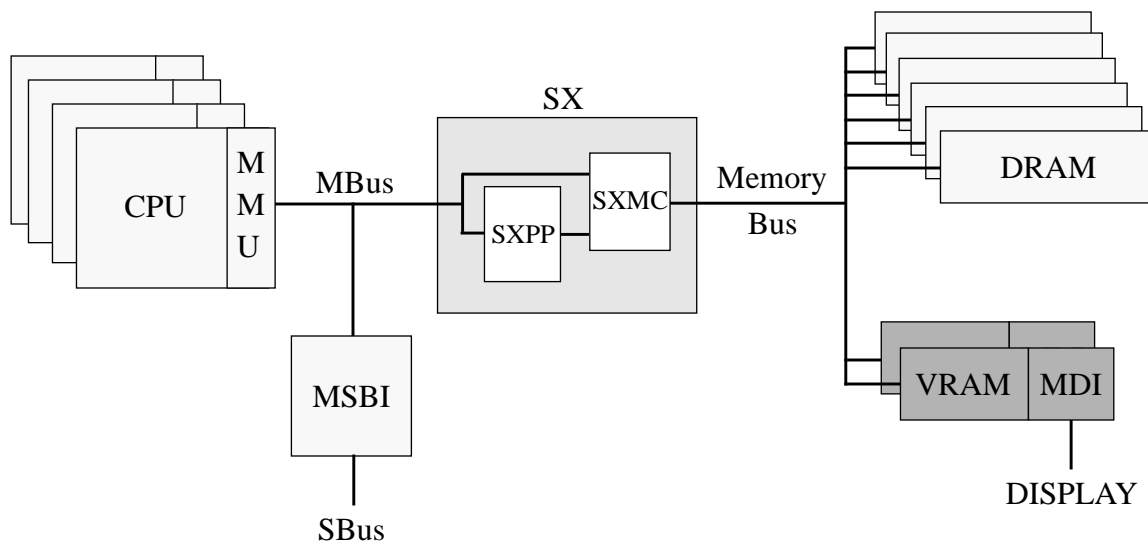 SX
M
M
U
CPU
MBus
SXPP
SXMC
Memory
Bus
DRAM
MSBI
SBus
VRAM
MDI
DISPLAY